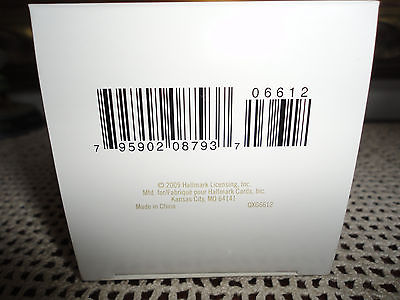 06612
7 95902 08793 7
© 2009 Hallmark Licensing, Inc.
Mfd. for/Fabriqué pour Hallmark Cards, Inc.
Kansas City, MO 64141
Made in China QXG6612